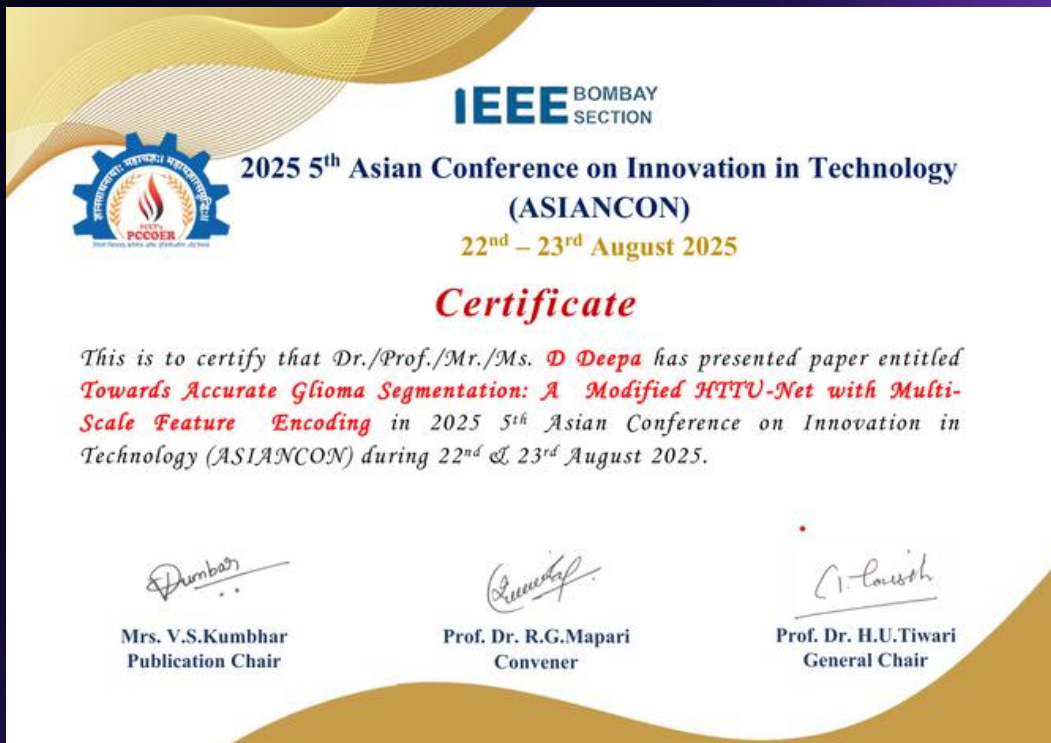 IEEE BOMBAY SECTION
PCET's
PCCOER
2025 5th Asian Conference on Innovation in Technology
(ASIANCON)
22nd – 23rd August 2025
Certificate
This is to certify that Dr./Prof./Mr./Ms. D Deepa has presented paper entitled
Towards Accurate Glioma Segmentation: A Modified HTTU-Net with Multi-
Scale Feature Encoding in 2025 5th Asian Conference on Innovation in
Technology (ASIANCON) during 22nd & 23rd August 2025.
Mrs. V.S.Kumbhar
Publication Chair
Prof. Dr. R.G.Mapari
Convener
Prof. Dr. H.U.Tiwari
General Chair